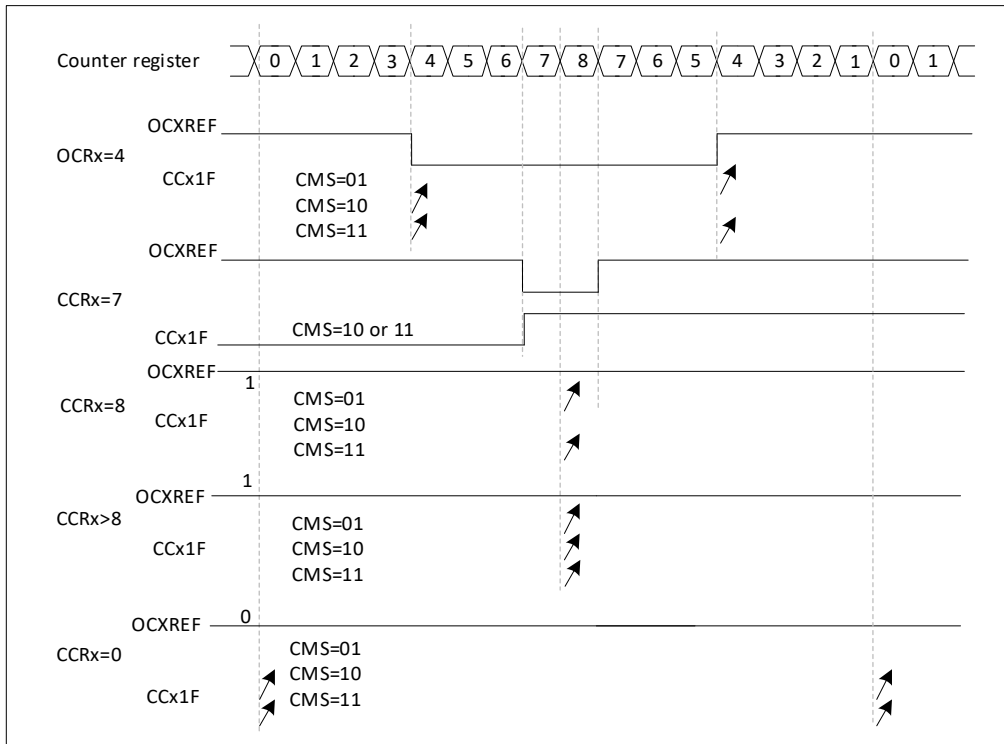 Counter register 0 1 2 3 4 5 6 7 8 7 6 5 4 3 2 1 0 1
OCXREF
OCRx=4
CCx1F
CMS=01
CMS=10
CMS=11
OCXREF
CCRx=7
CCx1F
CMS=10 or 11
OCXREF
1
CCRx=8
CCx1F
CMS=01
CMS=10
CMS=11
1
OCXREF
CCRx>8
CCx1F
CMS=01
CMS=10
CMS=11
0
OCXREF
CCRx=0
CCx1F
CMS=01
CMS=10
CMS=11